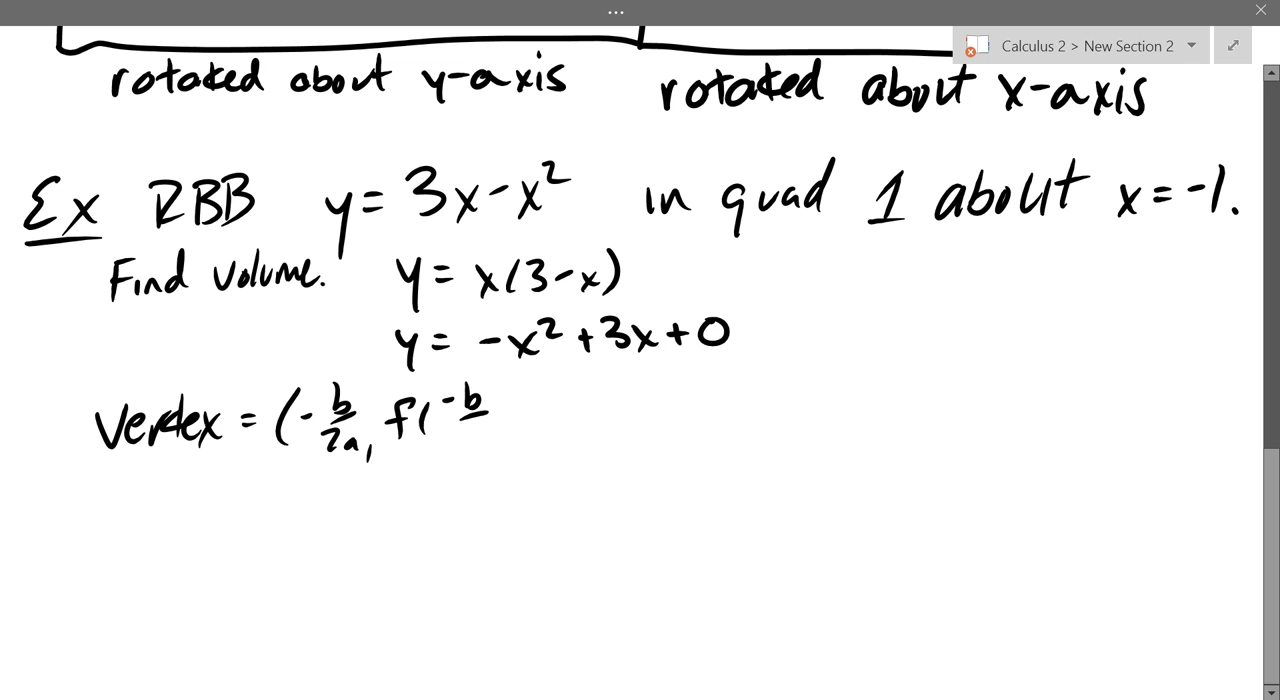 Calculus 2 > New Section 2
rotated about y-axis rotated about x-axis
Ex RBB y = 3x - x² in quad 1 about x = -1.
Find Volume. y = x(3-x)
y = -x² + 3x + 0
Vertex = (-b/2a, f(-b